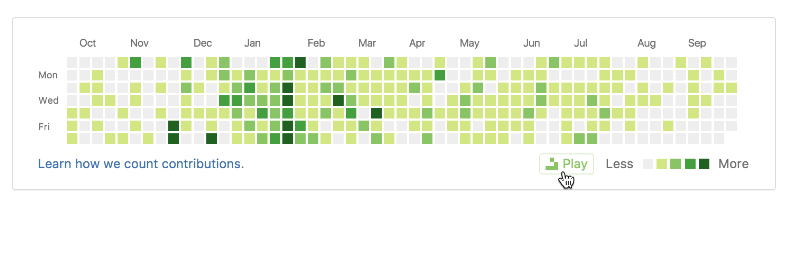 Oct Nov Dec Jan Feb Mar Apr May Jun Jul Aug Sep
Mon
Wed
Fri
Learn how we count contributions. Play Less More